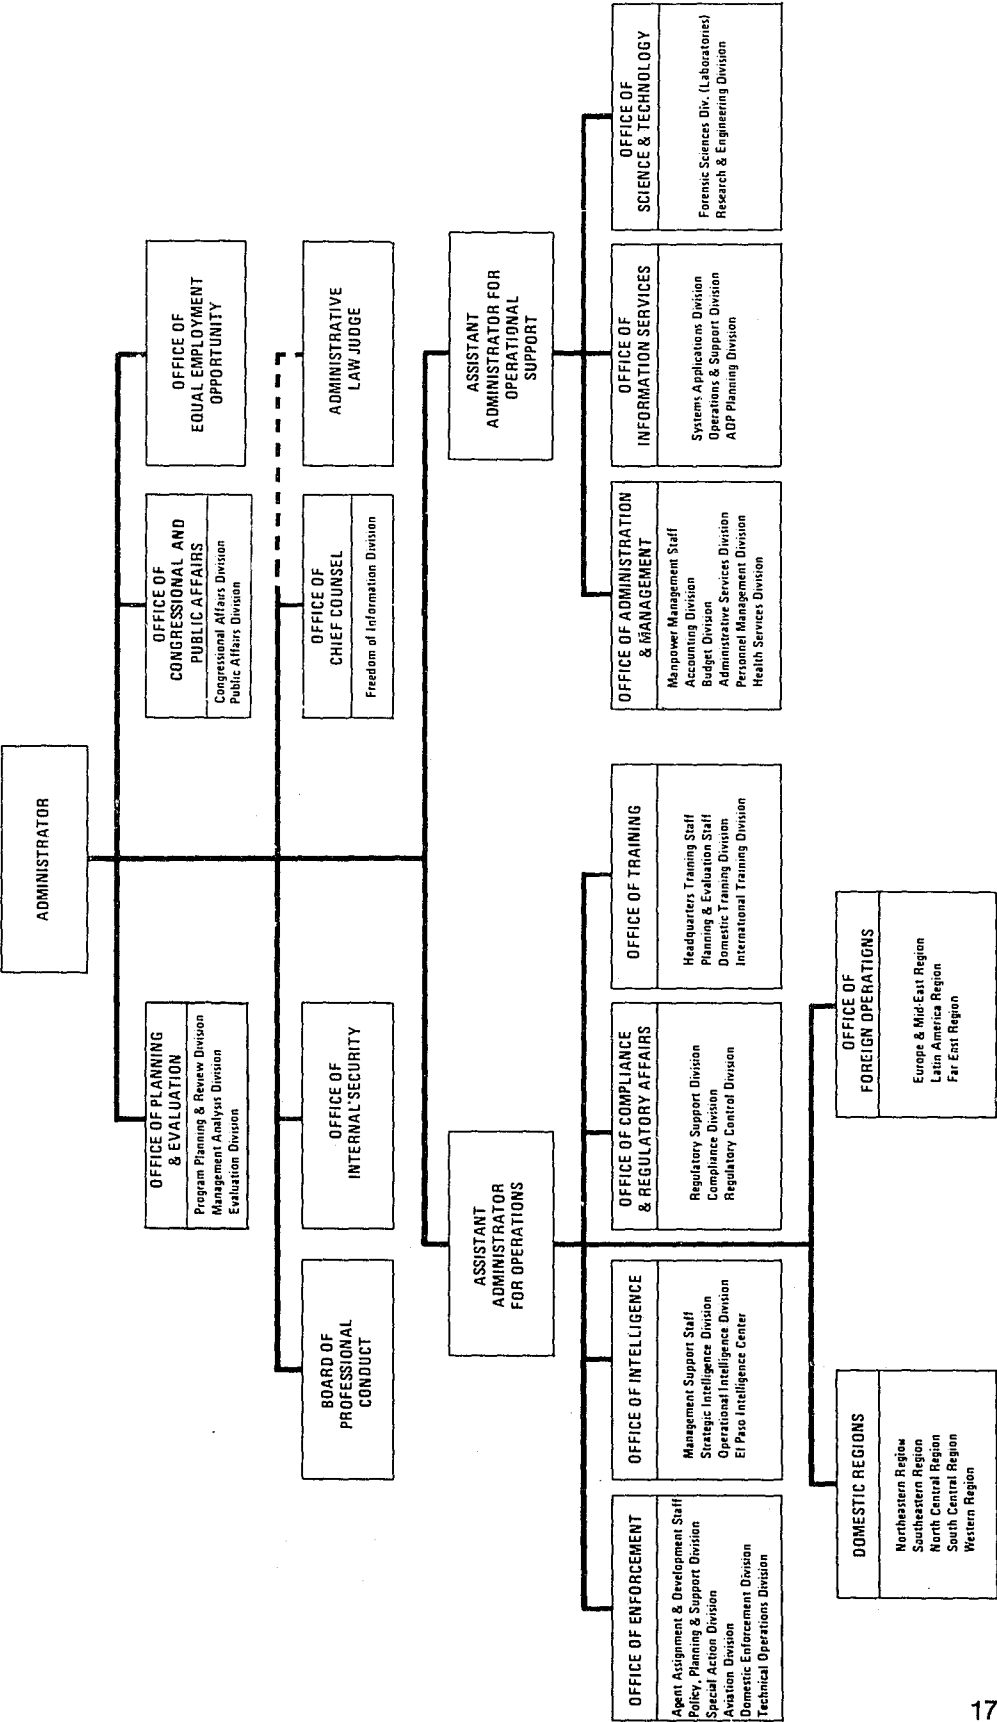 ADMINISTRATOR
OFFICE OF PLANNING
& EVALUATION
Program Planning & Review Division
Management Analysis Division
Evaluation Division
OFFICE OF
CONGRESSIONAL AND
PUBLIC AFFAIRS
Congressional Affairs Division
Public Affairs Division
OFFICE OF
EQUAL EMPLOYMENT
OPPORTUNITY
BOARD OF
PROFESSIONAL
CONDUCT
OFFICE OF
INTERNAL SECURITY
OFFICE OF
CHIEF COUNSEL
Freedom of Information Division
ADMINISTRATIVE
LAW JUDGE
ASSISTANT
ADMINISTRATOR
FOR OPERATIONS
ASSISTANT
ADMINISTRATOR FOR
OPERATIONAL
SUPPORT
OFFICE OF ENFORCEMENT
Agent Assignment & Development Staff
Policy, Planning & Support Division
Special Action Division
Aviation Division
Domestic Enforcement Division
Technical Operations Division
OFFICE OF INTELLIGENCE
Management Support Staff
Strategic Intelligence Division
Operational Intelligence Division
El Paso Intelligence Center
OFFICE OF COMPLIANCE
& REGULATORY AFFAIRS
Regulatory Support Division
Compliance Division
Regulatory Control Division
OFFICE OF TRAINING
Headquarters Training Staff
Planning & Evaluation Staff
Domestic Training Division
International Training Division
OFFICE OF ADMINISTRATION
& MANAGEMENT
Manpower Management Staff
Accounting Division
Budget Division
Administrative Services Division
Personnel Management Division
Health Services Division
OFFICE OF
INFORMATION SERVICES
Systems Applications Division
Operations & Support Division
ADP Planning Division
OFFICE OF
SCIENCE & TECHNOLOGY
Forensic Sciences Div. (Laboratories)
Research & Engineering Division
DOMESTIC REGIONS
Northeastern Region
Southeastern Region
North Central Region
South Central Region
Western Region
OFFICE OF
FOREIGN OPERATIONS
Europe & Mid-East Region
Latin America Region
Far East Region
17